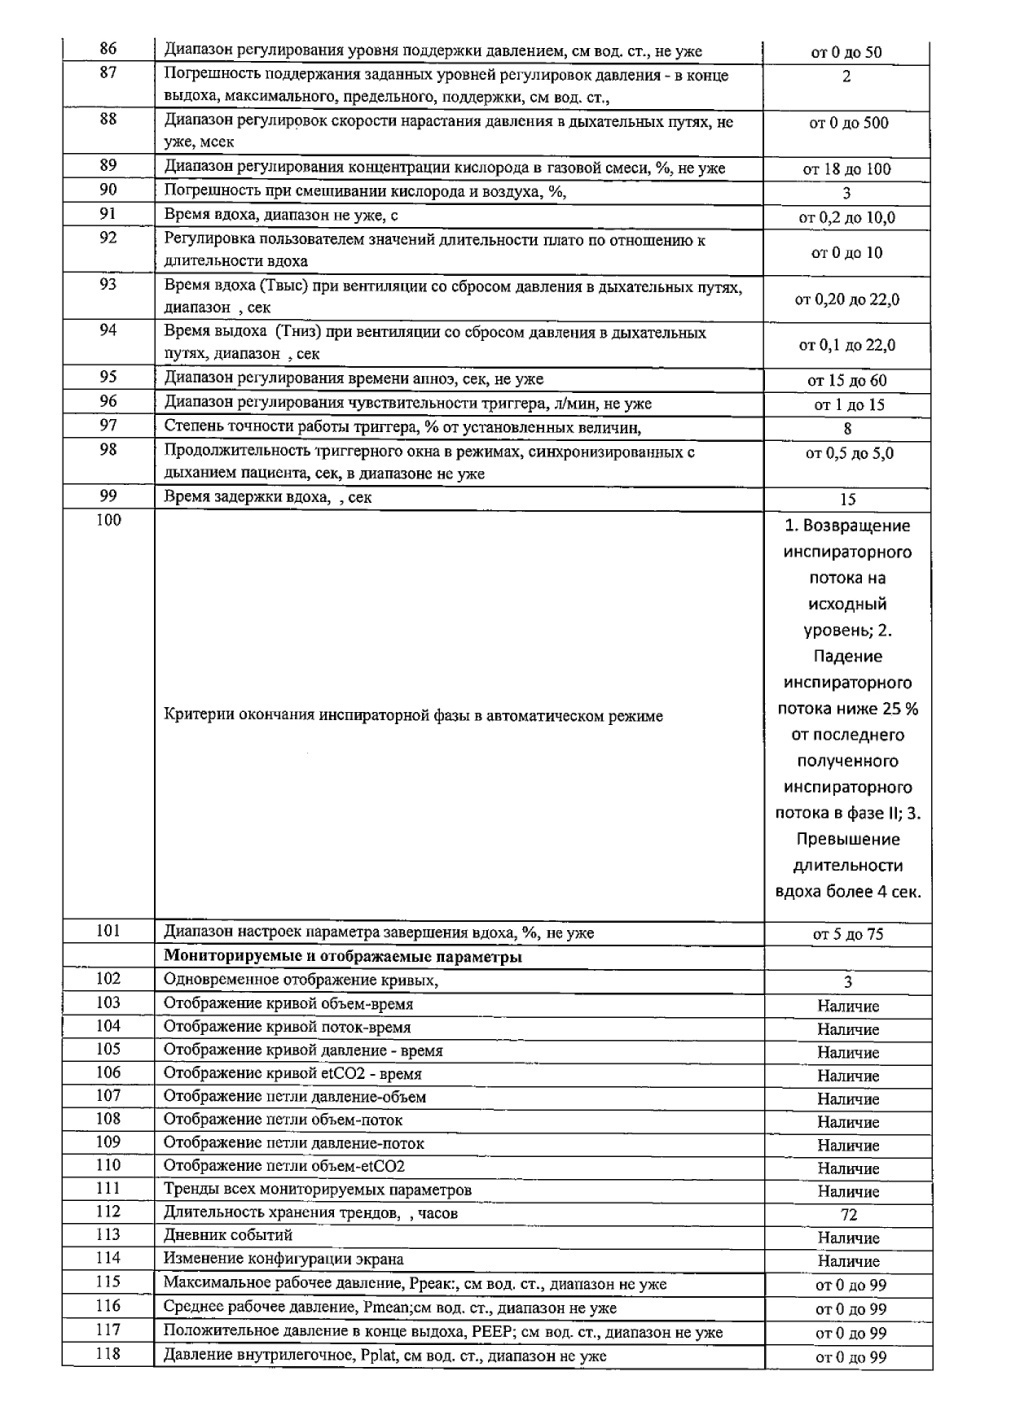 86 Диапазон регулирования уровня поддержки давлением, см вод. ст., не уже от 0 до 50
87 Погрешность поддержания заданных уровней регулировок давления - в конце 2
выдоха, максимального, предельного, поддержки, см вод. ст.,
88 Диапазон регулировок скорости нарастания давления в дыхательных путях, не от 0 до 500
уже, мсек
89 Диапазон регулирования концентрации кислорода в газовой смеси, %, не уже от 18 до 100
90 Погрешность при смешивании кислорода и воздуха, %, 3
91 Время вдоха, диапазон не уже, с от 0,2 до 10,0
92 Регулировка пользователем значений длительности плато по отношению к
длительности вдоха от 0 до 10
93 Время вдоха (Твыс) при вентиляции со сбросом давления в дыхательных путях,
диапазон , сек от 0,20 до 22,0
94 Время выдоха (Тниз) при вентиляции со сбросом давления в дыхательных
путях, диапазон , сек от 0,1 до 22,0
95 Диапазон регулирования времени апноэ, сек, не уже от 15 до 60
96 Диапазон регулирования чувствительности триггера, л/мин, не уже от 1 до 15
97 Степень точности работы триггера, % от установленных величин, 8
98 Продолжительность триггерного окна в режимах, синхронизированных с от 0,5 до 5,0
дыханием пациента, сек, в диапазоне не уже
99 Время задержки вдоха, , сек 15
100 Критерии окончания инспираторной фазы в автоматическом режиме
1. Возвращение
инспираторного
потока на
исходный
уровень; 2.
Падение
инспираторного
потока ниже 25 %
от последнего
полученного
инспираторного
потока в фазе II; 3.
Превышение
длительности
вдоха более 4 сек.
101 Диапазон настроек параметра завершения вдоха, %, не уже от 5 до 75
Мониторируемые и отображаемые параметры
102 Одновременное отображение кривых, 3
103 Отображение кривой объем-время Наличие
104 Отображение кривой поток-время Наличие
105 Отображение кривой давление - время Наличие
106 Отображение кривой etCO2 - время Наличие
107 Отображение петли давление-объем Наличие
108 Отображение петли объем-поток Наличие
109 Отображение петли давление-поток Наличие
110 Отображение петли объем-etCO2 Наличие
111 Тренды всех мониторируемых параметров Наличие
112 Длительность хранения трендов, , часов 72
113 Дневник событий Наличие
114 Изменение конфигурации экрана Наличие
115 Максимальное рабочее давление, Ppeak:, см вод. ст., диапазон не уже от 0 до 99
116 Среднее рабочее давление, Pmean;см вод. ст., диапазон не уже от 0 до 99
117 Положительное давление в конце выдоха, PEEP; см вод. ст., диапазон не уже от 0 до 99
118 Давление внутрилегочное, Pplat, см вод. ст., диапазон не уже от 0 до 99